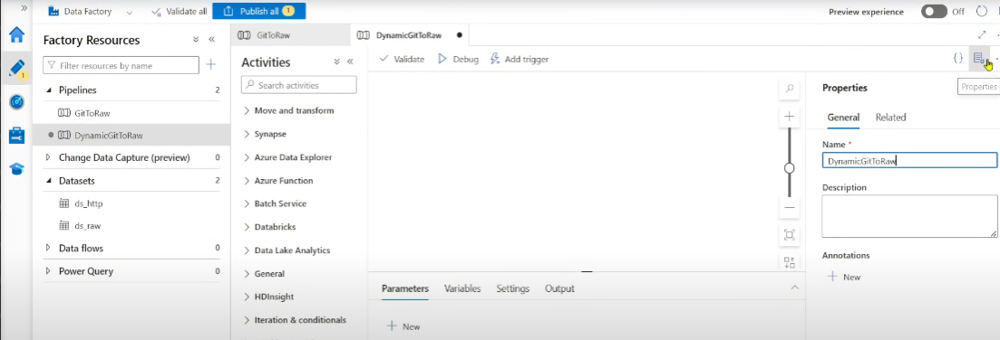 Data Factory
Validate all
Publish all 1
Preview experience
Off
Factory Resources
Filter resources by name
Pipelines 2
GitToRaw
DynamicGitToRaw
Change Data Capture (preview) 0
Datasets 2
ds_http
ds_raw
Data flows 0
Power Query 0
1
GitToRaw
DynamicGitToRaw
Activities
Search activities
Move and transform
Synapse
Azure Data Explorer
Azure Function
Batch Service
Databricks
Data Lake Analytics
General
HDInsight
Iteration & conditionals
Validate
Debug
Add trigger
{}
Parameters
Variables
Settings
Output
New
Properties
Properties
General
Related
Name *
DynamicGitToRaw
Description
Annotations
New